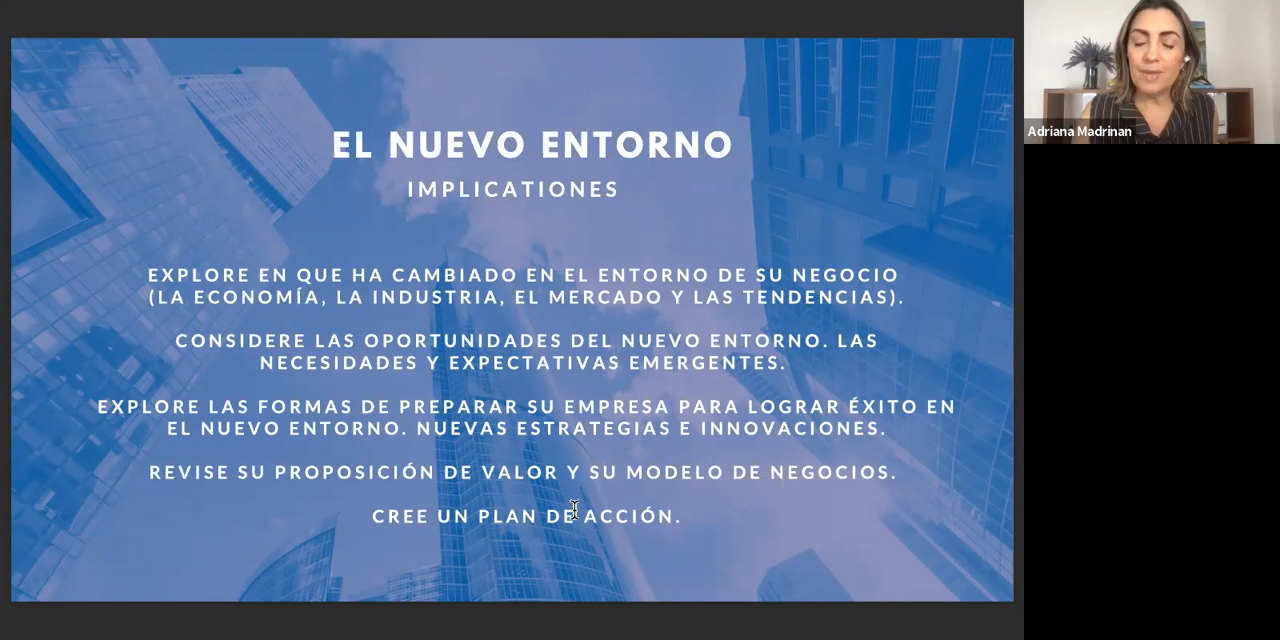 EL NUEVO ENTORNO
IMPLICATIONES
EXPLORE EN QUE HA CAMBIADO EN EL ENTORNO DE SU NEGOCIO
(LA ECONOMÍA, LA INDUSTRIA, EL MERCADO Y LAS TENDENCIAS).
CONSIDERE LAS OPORTUNIDADES DEL NUEVO ENTORNO. LAS
NECESIDADES Y EXPECTATIVAS EMERGENTES.
EXPLORE LAS FORMAS DE PREPARAR SU EMPRESA PARA LOGRAR ÉXITO EN
EL NUEVO ENTORNO. NUEVAS ESTRATEGIAS E INNOVACIONES.
REVISE SU PROPOSICIÓN DE VALOR Y SU MODELO DE NEGOCIOS.
CREE UN PLAN DE ACCIÓN.
Adriana Madrinan